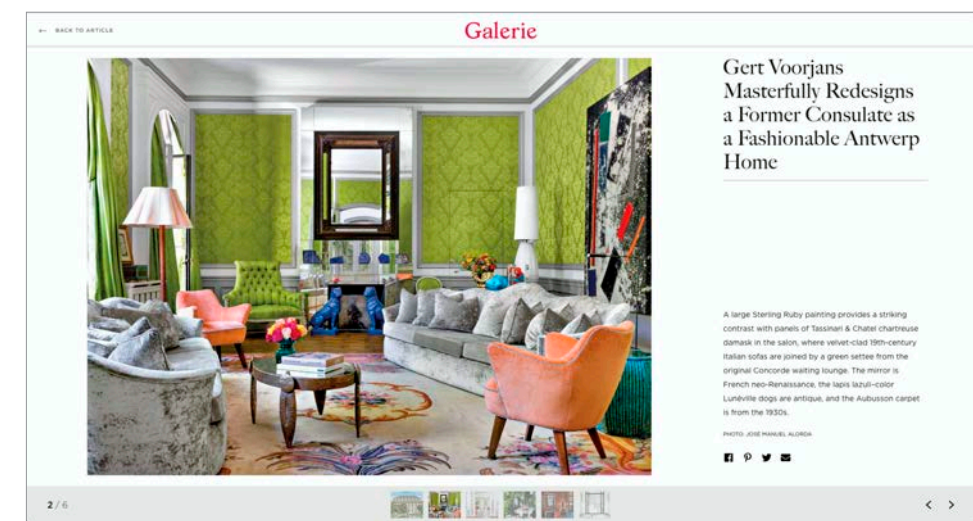 ← BACK TO ARTICLE
Galerie
Gert Voorjans
Masterfully Redesigns
a Former Consulate as
a Fashionable Antwerp
Home
A large Sterling Ruby painting provides a striking
contrast with panels of Tassinari & Chatel chartreuse
damask in the salon, where velvet-clad 19th-century
Italian sofas are joined by a green settee from the
original Concorde waiting lounge. The mirror is
French neo-Renaissance, the lapis lazuli–color
Lunéville dogs are antique, and the Aubusson carpet
is from the 1930s.
PHOTO: JOSE MANUEL ALORDA
2 / 6